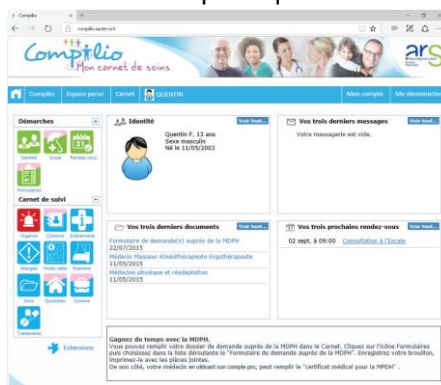 Compilio
compilio.sante-ra.fr
Compilio
Mon carnet de soins
ars
Compilio Espace perso Carnet QUENTIN Mon compte Me déconnecter
Démarches
Identité Social Rendez-vous
Formulaires
Carnet de suivi
Urgence Contacts Evènements
Allergies Poids, taille Examens
Soins Quotidien Scolaire
Traitements
Extensions
Identité Voir tout...
Quentin F, 13 ans
Sexe masculin
Né le 11/05/2003
Vos trois derniers messages Voir tout...
Votre messagerie est vide.
Vos trois derniers documents Voir tout...
Formulaire de demande(s) auprès de la MDPH
22/07/2015
Médecin Masseur-Kinésithérapeute Ergothérapeute
11/05/2015
Médecine physique et réadaptation
11/05/2015
Vos trois prochains rendez-vous Voir tout...
02 sept. à 09:00 Consultation à l'Escale
Gagnez du temps avec la MDPH.
Vous pouvez remplir votre dossier de demande auprès de la MDPH dans le Carnet. Cliquez sur l'icône Formulaires
puis choisissez dans la liste déroulante le "Formulaire de demande auprès de la MDPH". Enregistrez votre brouillon,
imprimez-le avec les pièces jointes.
De son côté, votre médecin en utilisant son compte pro, peut remplir le "certificat médical pour la MPDH" .